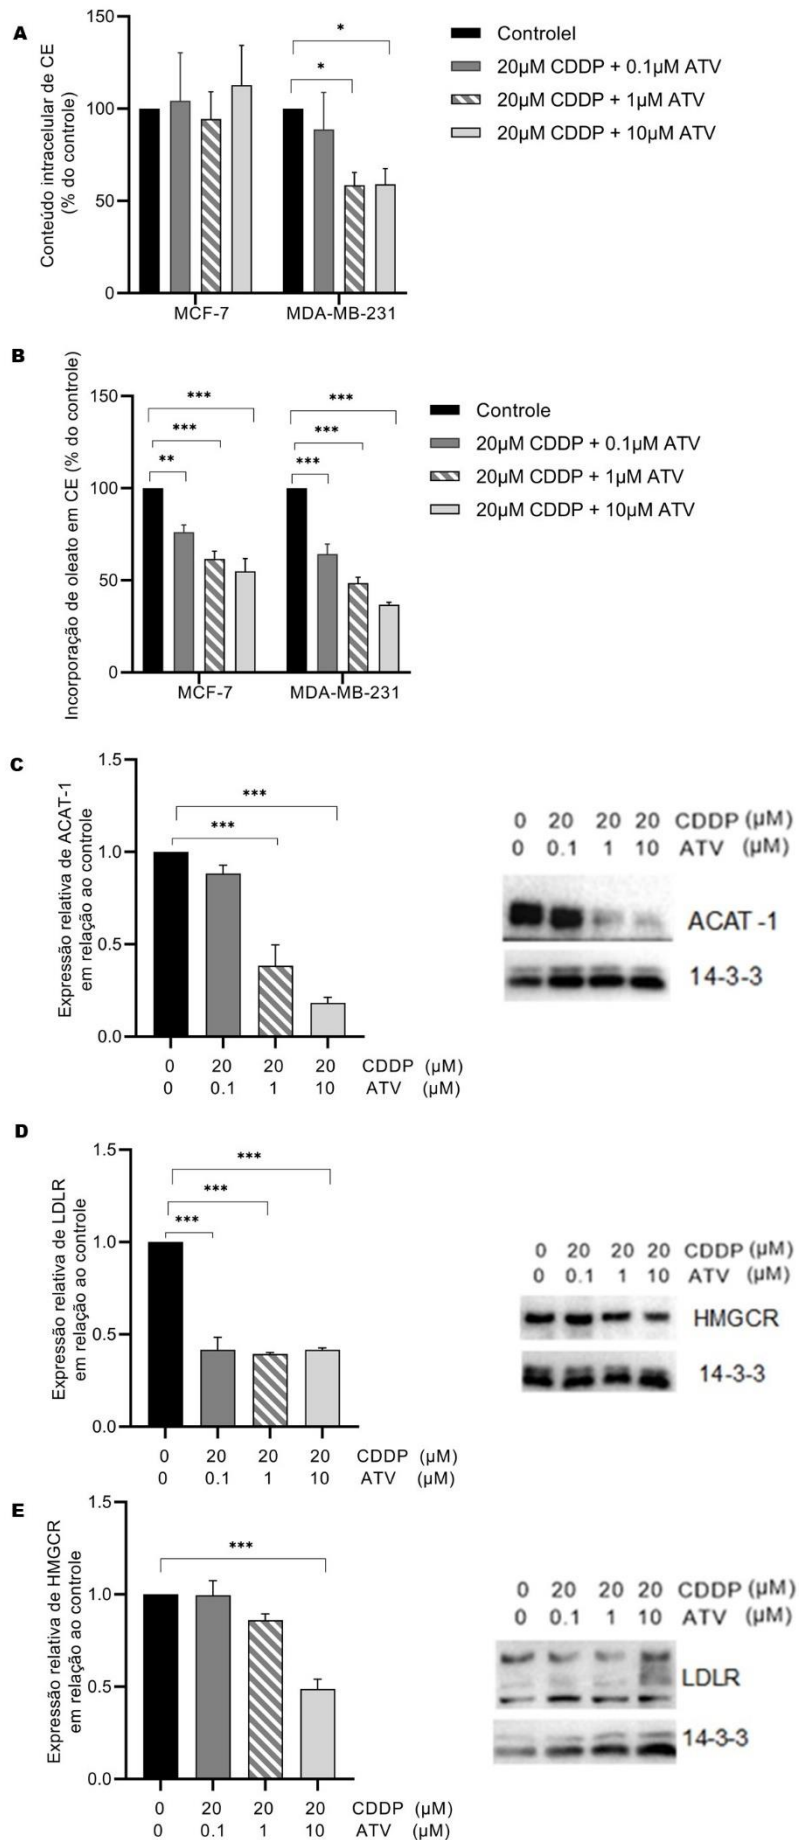 A
Conteúdo intracelular de CE
(% do controle)
150
100
50
0
*
*
MCF-7
MDA-MB-231
Controlel
20µM CDDP + 0.1µM ATV
20µM CDDP + 1µM ATV
20µM CDDP + 10µM ATV
B
Incorporação de oleato em CE (% do controle)
150
100
50
0
***
***
**
***
***
***
MCF-7
MDA-MB-231
Controle
20µM CDDP + 0.1µM ATV
20µM CDDP + 1µM ATV
20µM CDDP + 10µM ATV
C
Expressão relativa de ACAT-1
em relação ao controle
1.5
1.0
0.5
0.0
***
***
0 20 20 20 CDDP (µM)
0 0.1 1 10 ATV (µM)
0 20 20 20 CDDP (µM)
0 0.1 1 10 ATV (µM)
ACAT -1
14-3-3
D
Expressão relativa de LDLR
em relação ao controle
1.5
1.0
0.5
0.0
***
***
***
0 20 20 20 CDDP (µM)
0 0.1 1 10 ATV (µM)
0 20 20 20 CDDP (µM)
0 0.1 1 10 ATV (µM)
HMGCR
14-3-3
E
Expressão relativa de HMGCR
em relação ao controle
1.5
1.0
0.5
0.0
***
0 20 20 20 CDDP (µM)
0 0.1 1 10 ATV (µM)
0 20 20 20 CDDP (µM)
0 0.1 1 10 ATV (µM)
LDLR
14-3-3